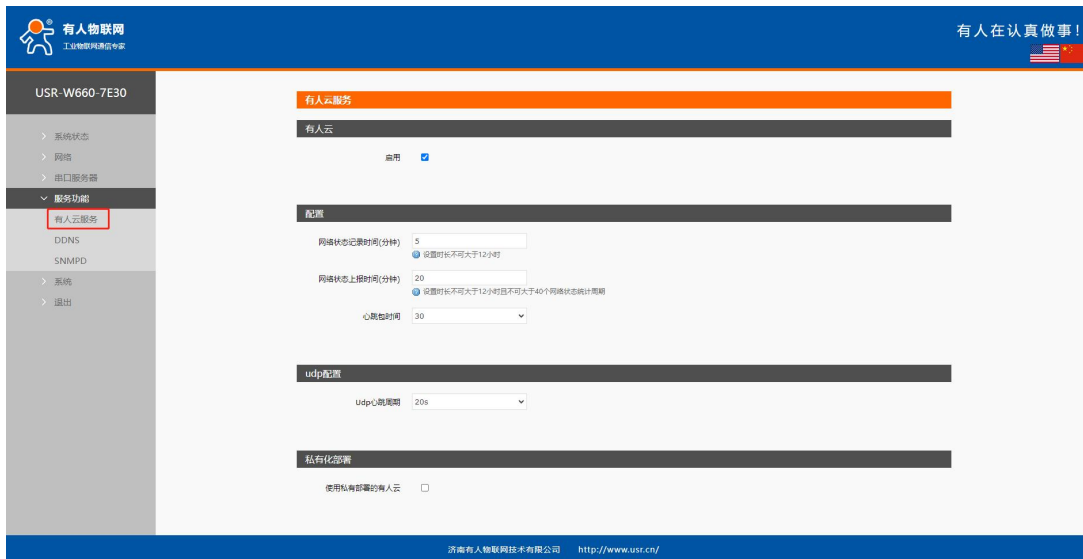 有人物联网
工业物联网通信专家
有人在认真做事!
USR-W660-7E30
系统状态
网络
串口服务器
服务功能
有人云服务
DDNS
SNMPD
系统
退出
有人云服务
有人云
启用
配置
网络状态记录时间(分钟) 5
设置时长不可大于12小时
网络状态上报时间(分钟) 20
设置时长不可大于12小时且不可大于40个网络状态统计周期
心跳包时间 30
udp配置
Udp心跳周期 20s
私有化部署
使用私有部署的有人云
济南有人物联网技术有限公司 http://www.usr.cn/